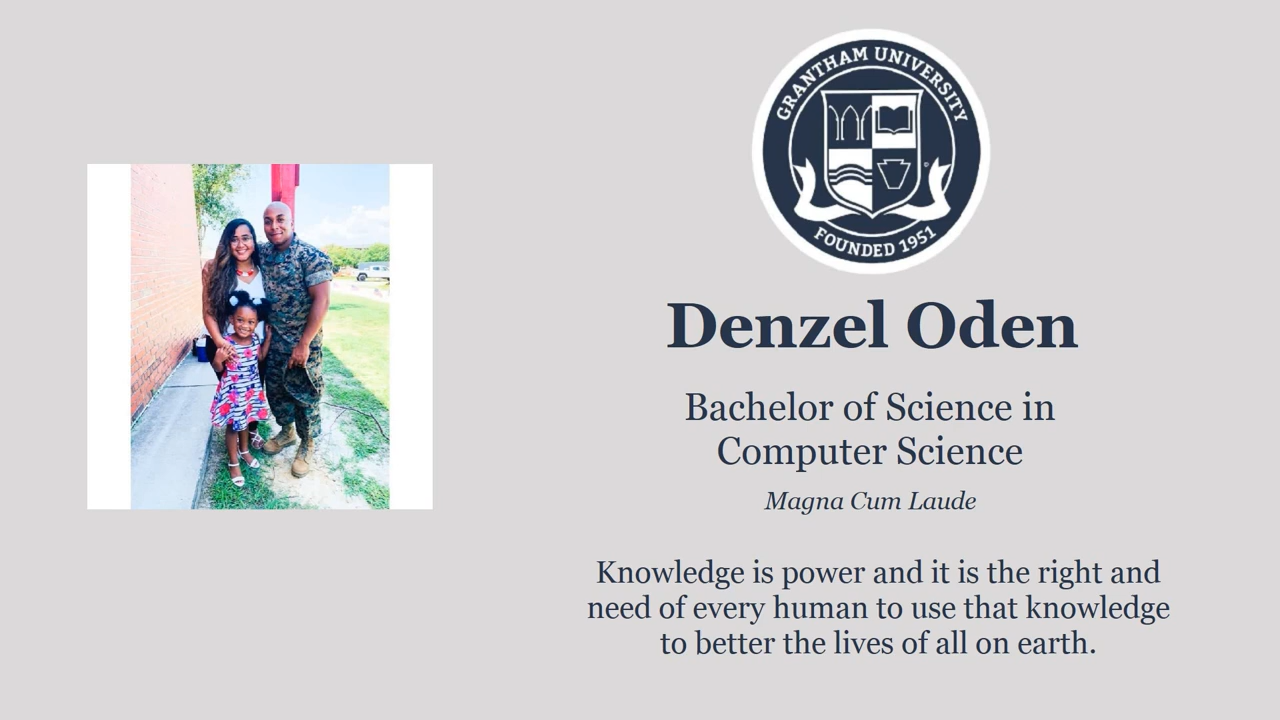 GRANTHAM UNIVERSITY
FOUNDED 1951
Denzel Oden
Bachelor of Science in
Computer Science
Magna Cum Laude
Knowledge is power and it is the right and
need of every human to use that knowledge
to better the lives of all on earth.